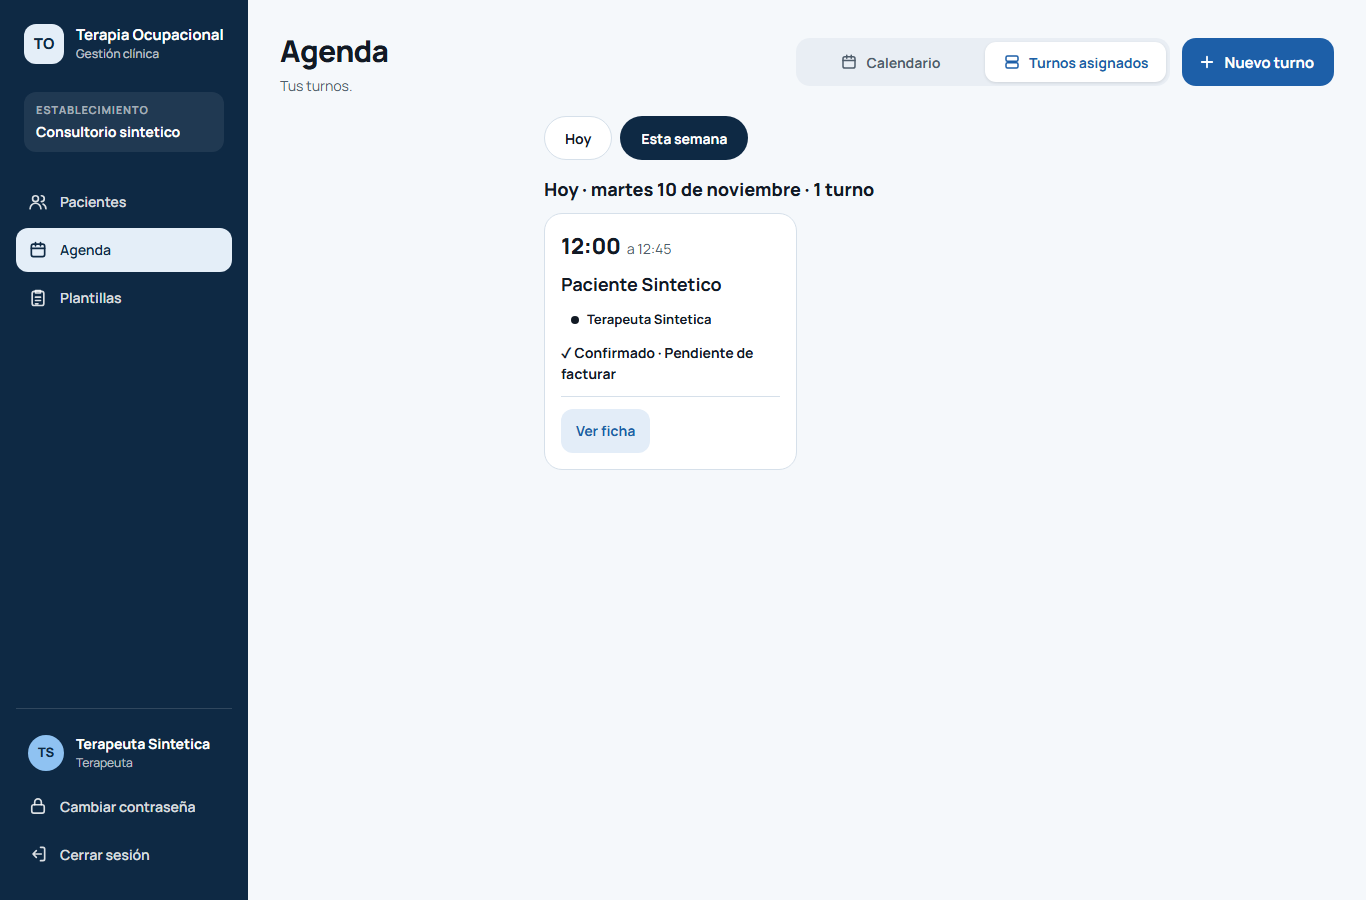 TO
Terapia Ocupacional
Gestión clínica
ESTABLECIMIENTO
Consultorio sintetico
Pacientes
Agenda
Plantillas
TS
Terapeuta Sintetica
Terapeuta
Cambiar contraseña
Cerrar sesión
Agenda
Tus turnos.
Calendario
Turnos asignados
Nuevo turno
Hoy
Esta semana
Hoy · martes 10 de noviembre · 1 turno
12:00 a 12:45
Paciente Sintetico
Terapeuta Sintetica
✓ Confirmado · Pendiente de
facturar
Ver ficha